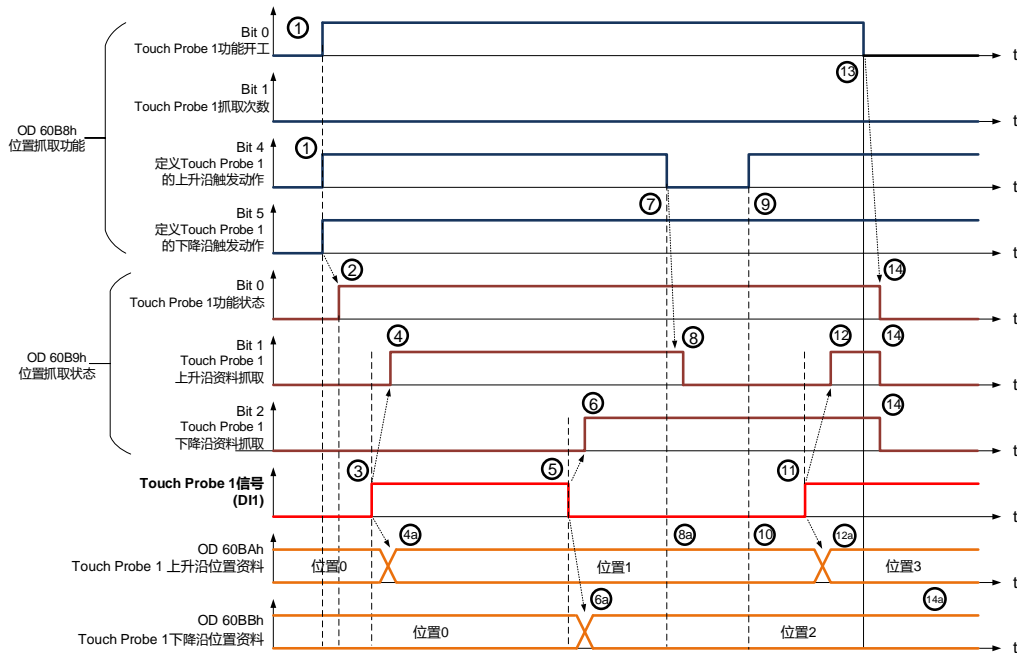 Bit 0
Touch Probe 1功能开工
①
⑬
t
Bit 1
Touch Probe 1抓取次数
t
OD 60B8h
位置抓取功能
Bit 4
定义Touch Probe 1
的上升沿触发动作
①
⑦
⑨
t
Bit 5
定义Touch Probe 1
的下降沿触发动作
t
②
⑭
Bit 0
Touch Probe 1功能状态
t
OD 60B9h
位置抓取状态
Bit 1
Touch Probe 1
上升沿资料抓取
④
⑧
⑫
⑭
t
Bit 2
Touch Probe 1
下降沿资料抓取
⑥
⑭
t
Touch Probe 1信号
(DI1)
③
⑤
⑪
t
4a
8a
⑩
12a
OD 60BAh
Touch Probe 1 上升沿位置资料
位置0
位置1
位置3
t
6a
14a
OD 60BBh
Touch Probe 1下降沿位置资料
位置0
位置2
t